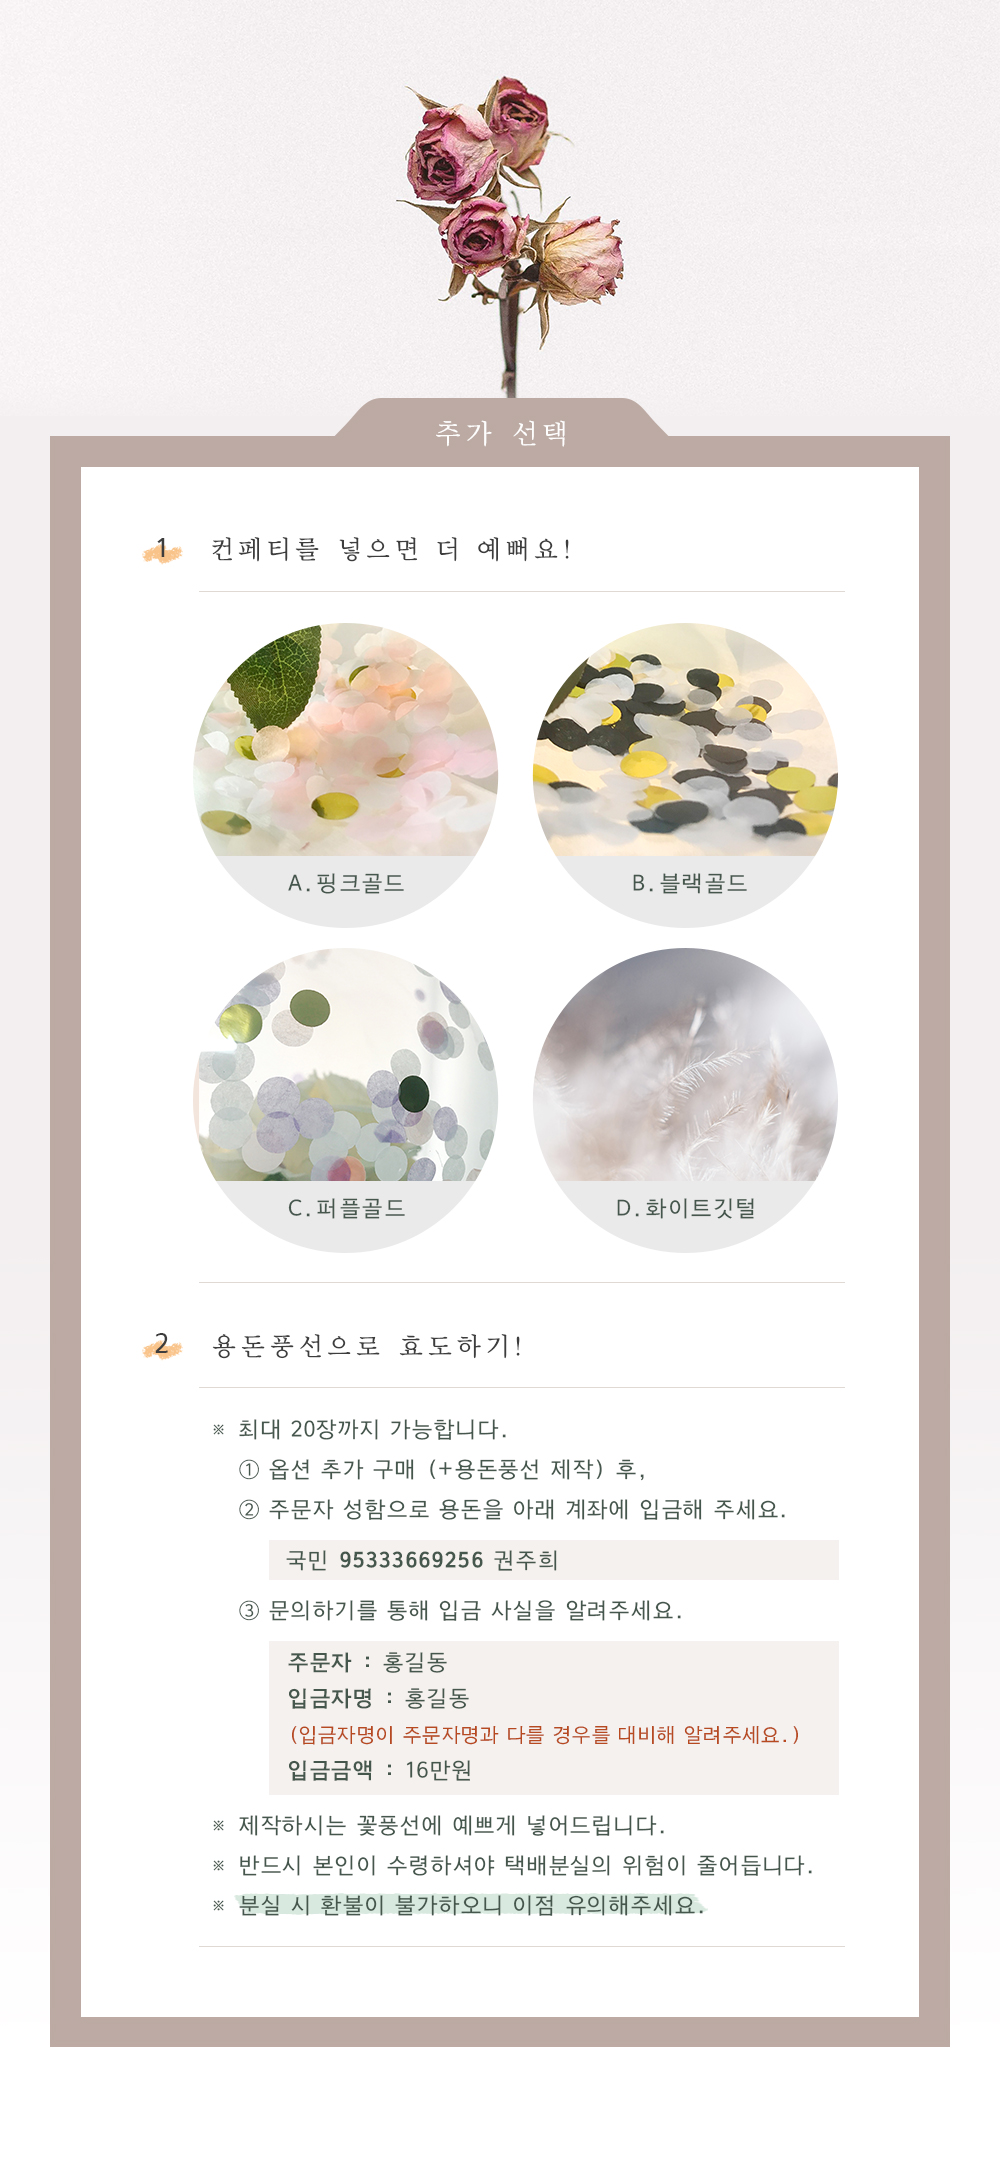 추가 선택
1 컨페티를 넣으면 더 예뻐요!
A.핑크골드
B.블랙골드
C.퍼플골드
D.화이트깃털
2 용돈풍선으로 효도하기!
※ 최대 20장까지 가능합니다.
① 옵션 추가 구매 (+용돈풍선 제작) 후,
② 주문자 성함으로 용돈을 아래 계좌에 입금해 주세요.
국민 95333669256 권주희
③ 문의하기를 통해 입금 사실을 알려주세요.
주문자 : 홍길동
입금자명 : 홍길동
(입금자명이 주문자명과 다를 경우를 대비해 알려주세요.)
입금금액 : 16만원
※ 제작하시는 꽃풍선에 예쁘게 넣어드립니다.
※ 반드시 본인이 수령하셔야 택배분실의 위험이 줄어듭니다.
※ 분실 시 환불이 불가하오니 이점 유의해주세요.